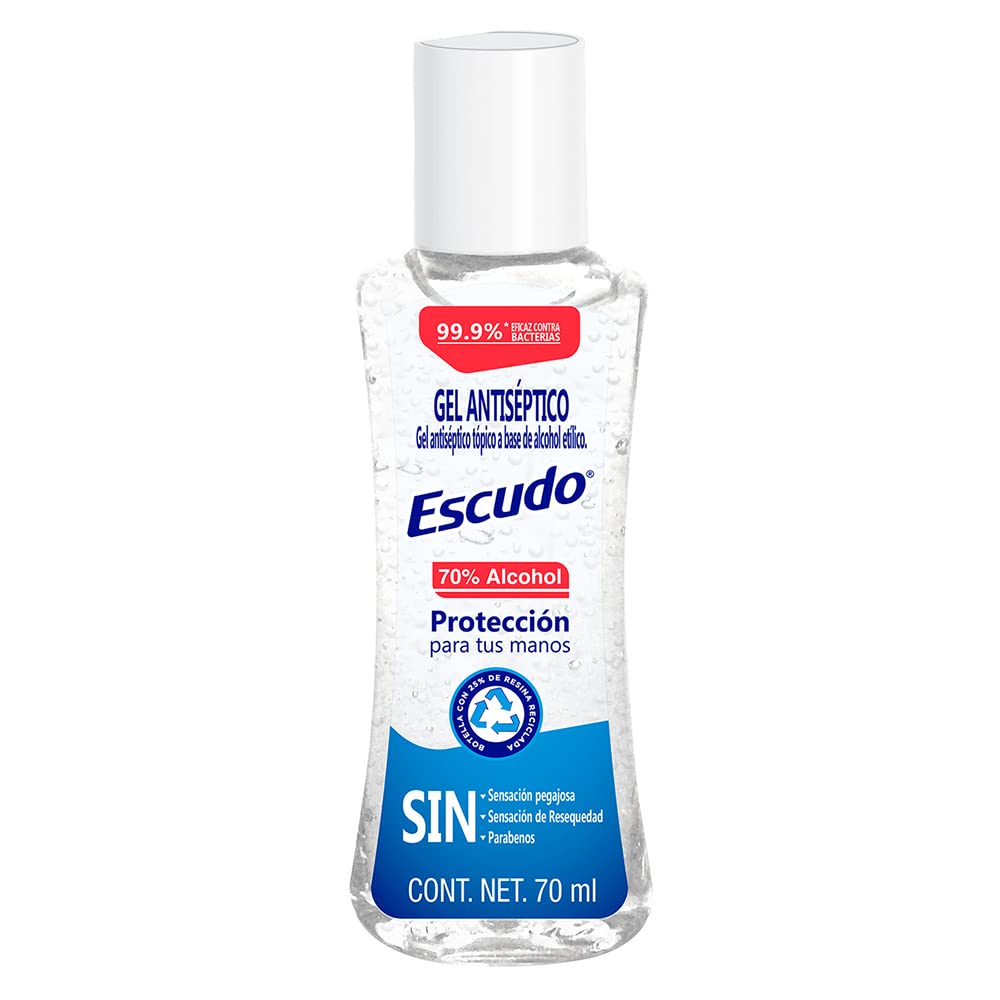 99.9%* EFICAZ CONTRA
BACTERIAS
GEL ANTISÉPTICO
Gel antiséptico tópico a base de alcohol etílico.
Escudo®
70% Alcohol
Protección
para tus manos
BOTELLA CON 25% DE RESINA RECICLADA
SIN
Sensación pegajosa
Sensación de Resequedad
Parabenos
CONT. NET. 70 ml